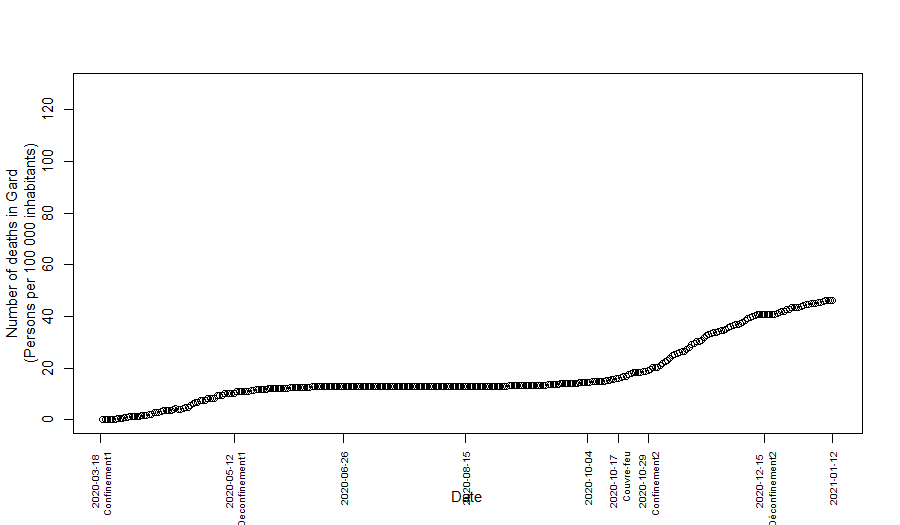 Number of deaths in Gard
(Persons per 100 000 inhabitants)
120
100
80
60
40
20
0
2020-03-18
Confinement1
2020-05-12
Déconfinement1
2020-06-26
2020-08-15
2020-10-04
2020-10-17
Couvre-feu
2020-10-29
Confinement2
2020-12-15
Déconfinement2
2021-01-12
Date